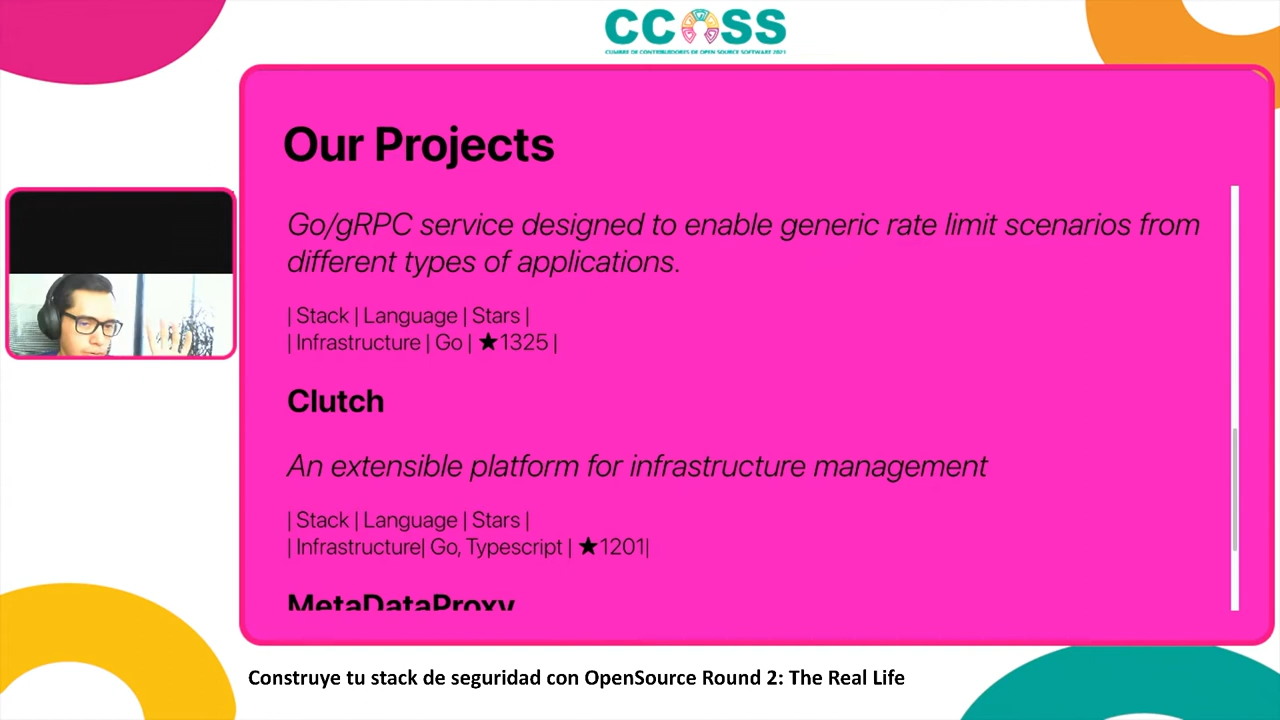 CCOSS
CUMBRE DE CONTRIBUIDORES DE OPEN SOURCE SOFTWARE 2021
Our Projects
Go/gRPC service designed to enable generic rate limit scenarios from
different types of applications.
| Stack | Language | Stars |
| Infrastructure | Go | ★1325 |
Clutch
An extensible platform for infrastructure management
| Stack | Language | Stars |
| Infrastructure| Go, Typescript | ★1201|
MetaDataProxy
Construye tu stack de seguridad con OpenSource Round 2: The Real Life